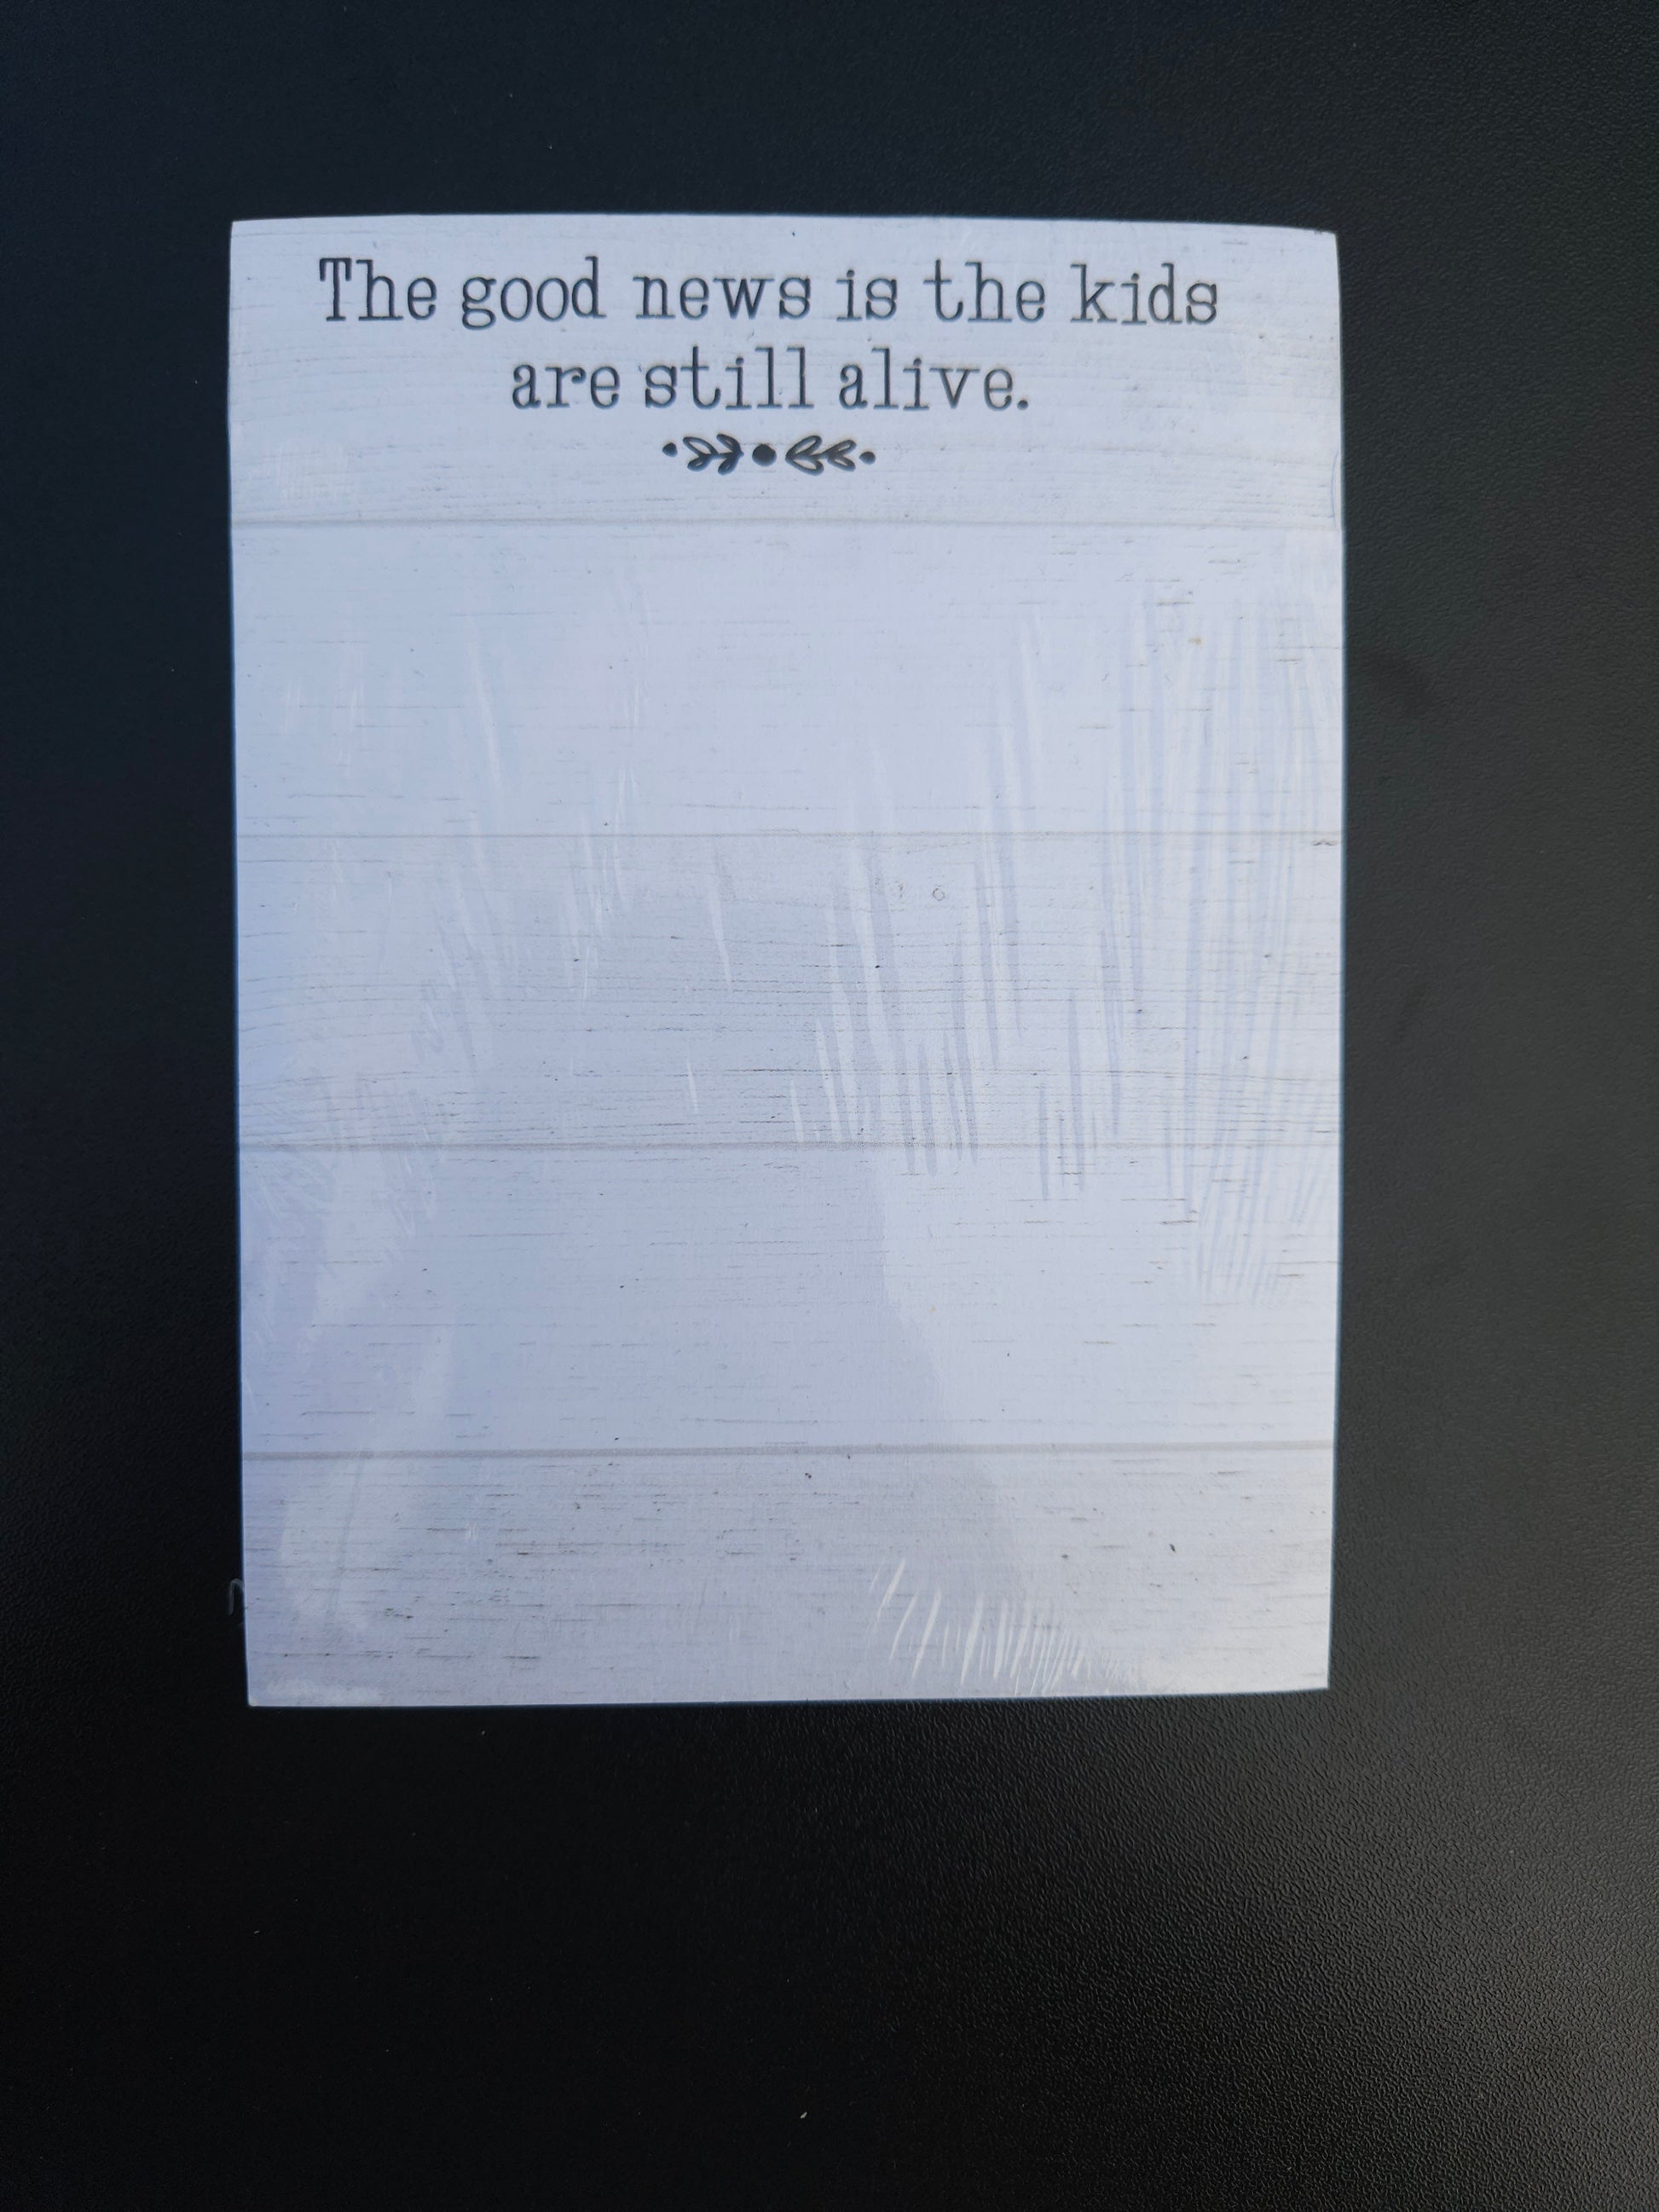 The good news is the kids
are still alive.